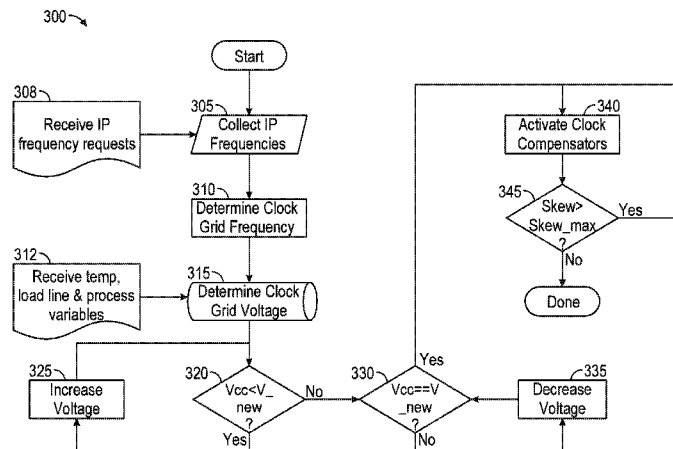 300
Start
308
Receive IP
frequency requests
305
Collect IP
Frequencies
310
Determine Clock
Grid Frequency
312
Receive temp,
load line & process
variables
315
Determine Clock
Grid Voltage
325
Increase
Voltage
320
Vcc<V_
new
?
No
Yes
330
Vcc==V
_new
?
Yes
No
335
Decrease
Voltage
340
Activate Clock
Compensators
345
Skew>
Skew_max
?
Yes
No
Done